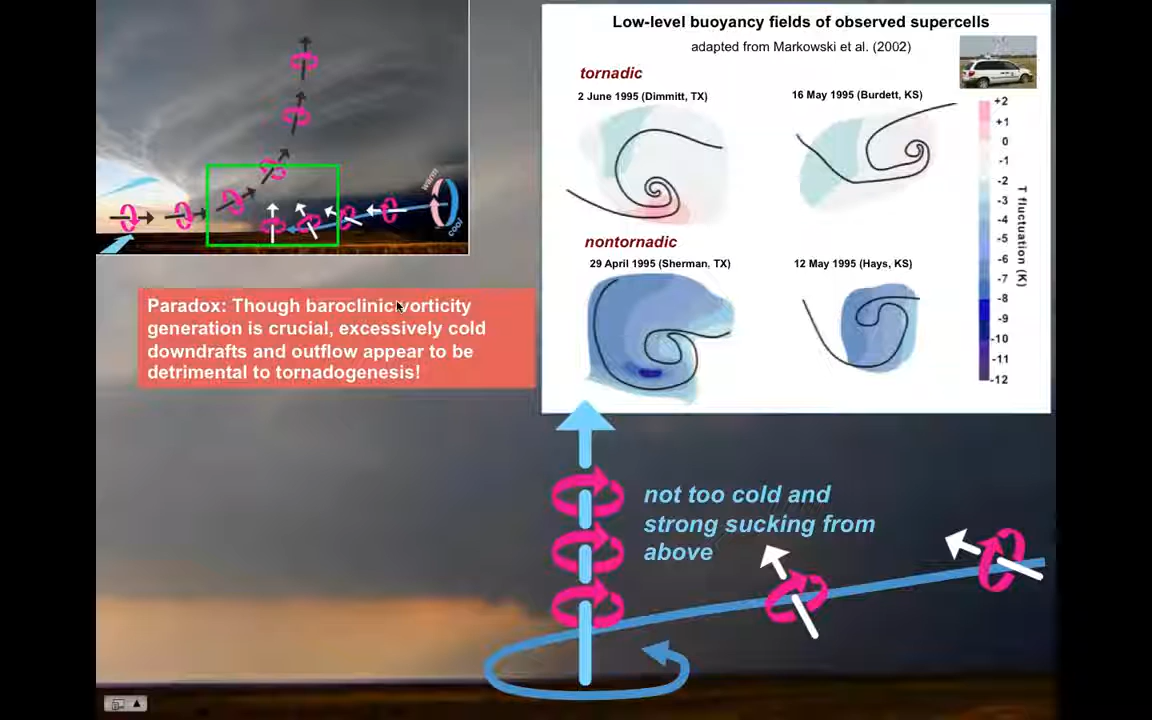 Low-level buoyancy fields of observed supercells
adapted from Markowski et al. (2002)
tornadic
2 June 1995 (Dimmitt, TX)
16 May 1995 (Burdett, KS)
nontornadic
29 April 1995 (Sherman, TX)
12 May 1995 (Hays, KS)
+2
+1
0
-1
-2
-3
-4
-5
-6
-7
-8
-9
-10
-11
-12
T fluctuation (K)
warm
cool
Paradox: Though baroclinic vorticity
generation is crucial, excessively cold
downdrafts and outflow appear to be
detrimental to tornadogenesis!
not too cold and
strong sucking from
above